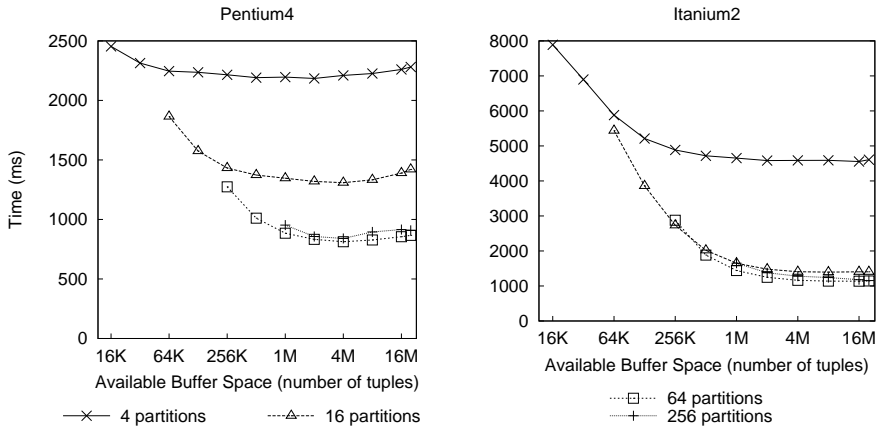 Pentium4
Itanium2
2500
2000
1500
1000
500
0
Time (ms)
16K 64K 256K 1M 4M 16M
Available Buffer Space (number of tuples)
8000
7000
6000
5000
4000
3000
2000
1000
0
16K 64K 256K 1M 4M 16M
Available Buffer Space (number of tuples)
4 partitions
16 partitions
64 partitions
256 partitions